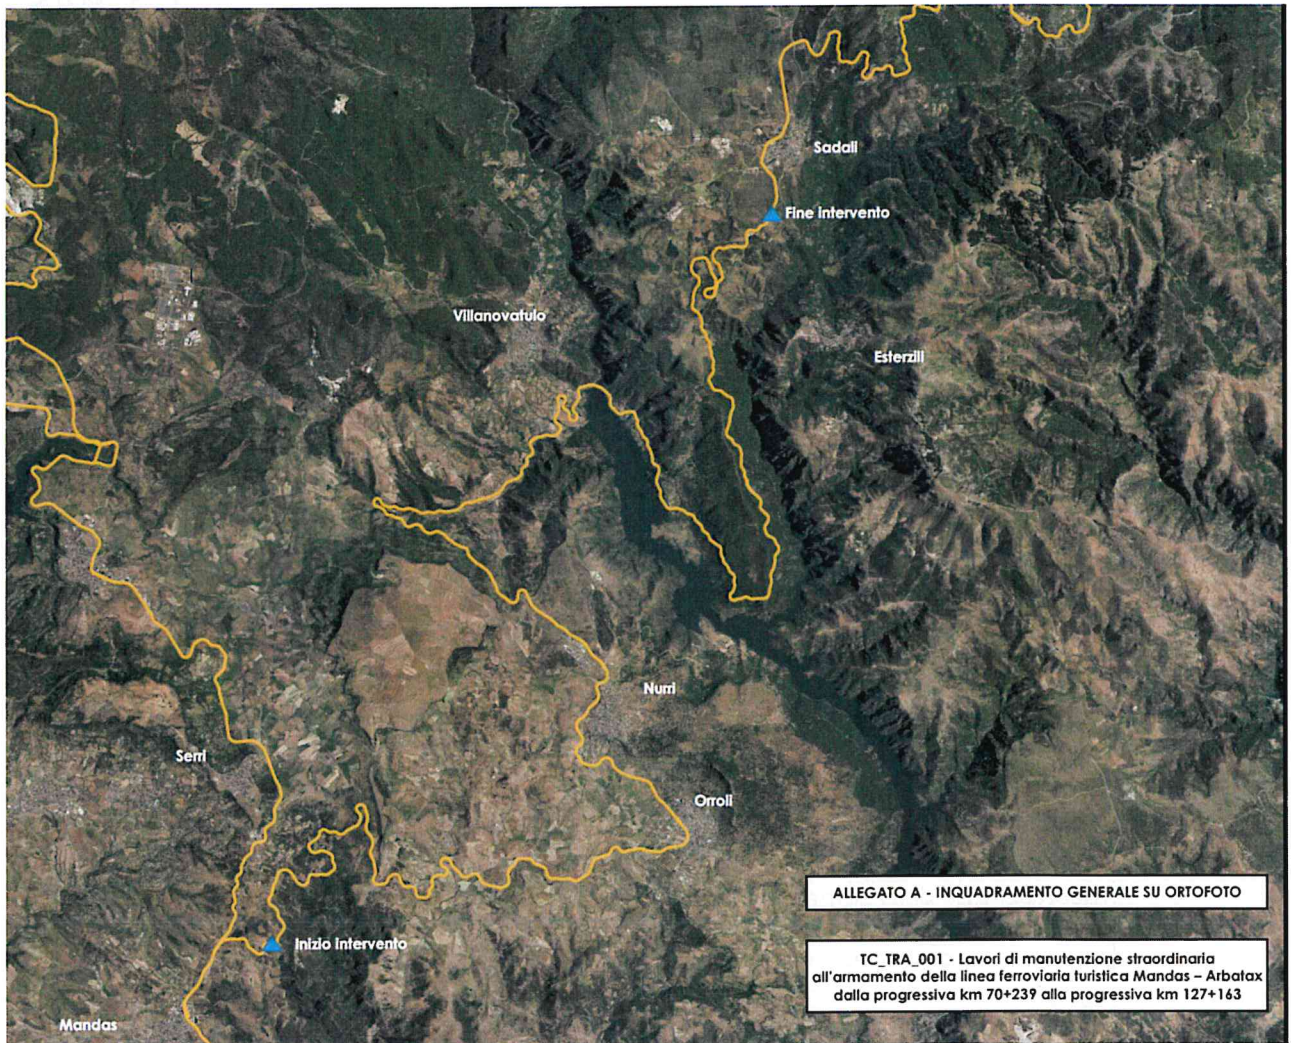 Sadali
Fine intervento
Villanovatulo
Esterzili
Nurri
Serri
Orroli
ALLEGATO A - INQUADRAMENTO GENERALE SU ORTOFOTO
Inizio intervento
TC_TRA_001 - Lavori di manutenzione straordinaria
all'armamento della linea ferroviaria turistica Mandas – Arbatax
dalla progressiva km 70+239 alla progressiva km 127+163
Mandas